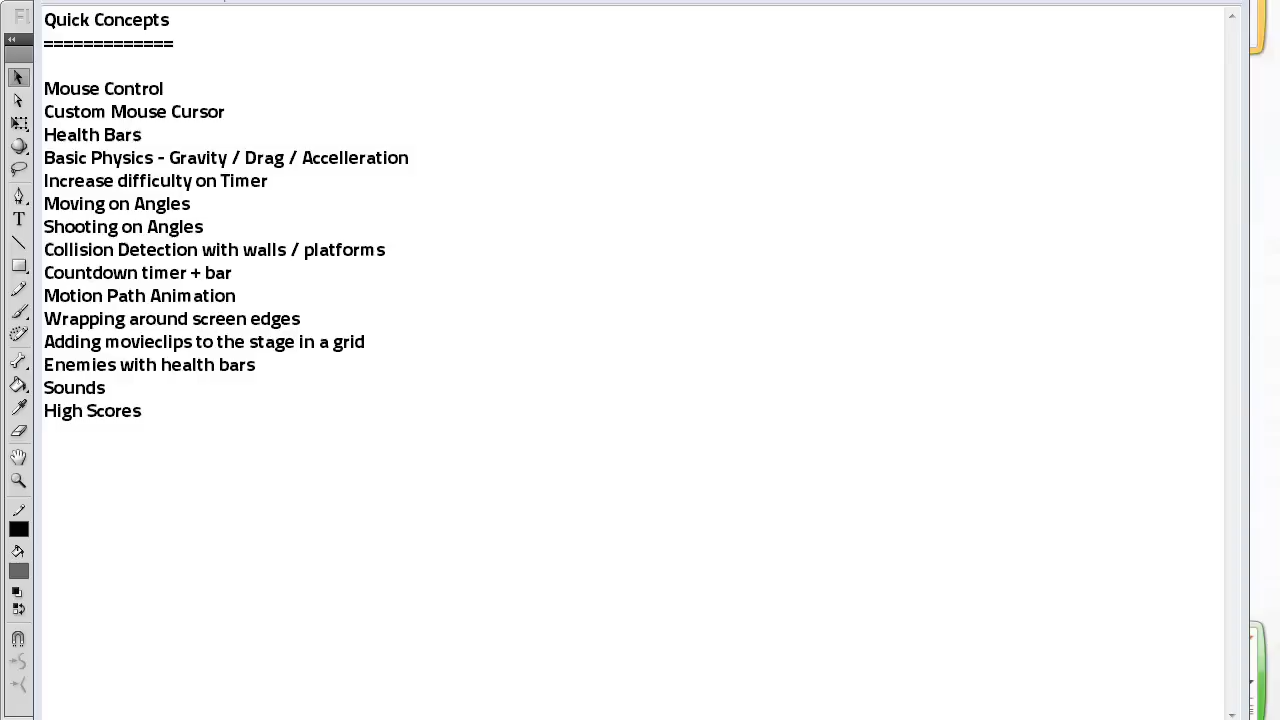 Fl
Quick Concepts
=============
Mouse Control
Custom Mouse Cursor
Health Bars
Basic Physics - Gravity / Drag / Accelleration
Increase difficulty on Timer
Moving on Angles
Shooting on Angles
Collision Detection with walls / platforms
Countdown timer + bar
Motion Path Animation
Wrapping around screen edges
Adding movieclips to the stage in a grid
Enemies with health bars
Sounds
High Scores